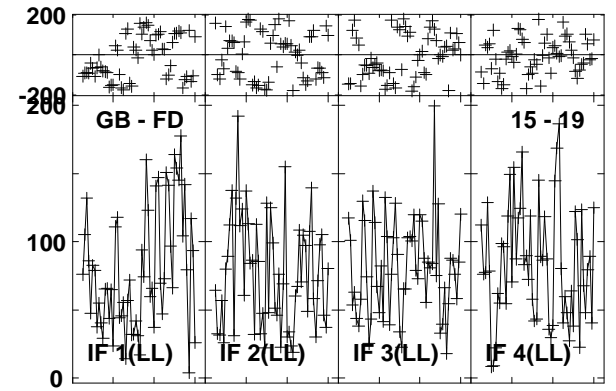 200
-200
200
GB - FD
15 - 19
100
IF 1(LL)
IF 2(LL)
IF 3(LL)
IF 4(LL)
0